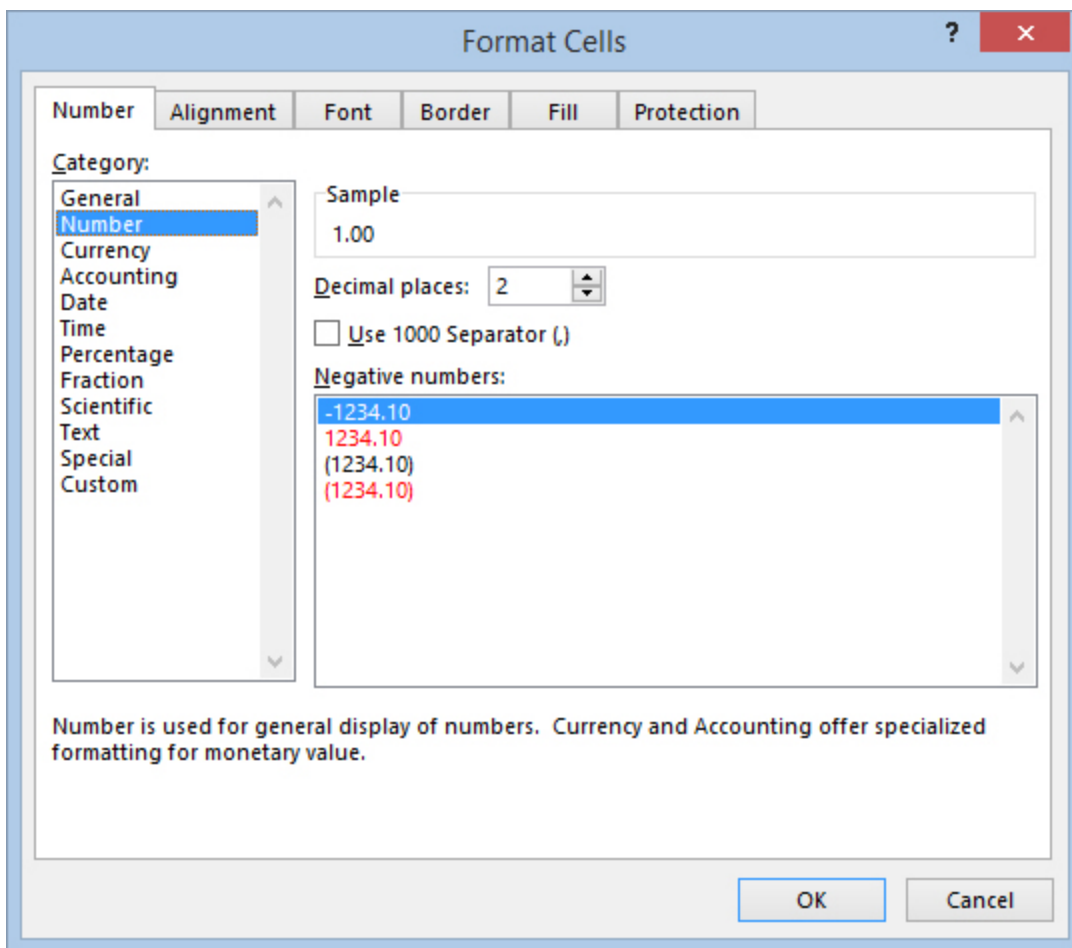 Format Cells
?
Number Alignment Font Border Fill Protection
Category:
General
Number
Currency
Accounting
Date
Time
Percentage
Fraction
Scientific
Text
Special
Custom
Sample
1.00
Decimal places: 2
Use 1000 Separator (,)
Negative numbers:
-1234.10
1234.10
(1234.10)
(1234.10)
Number is used for general display of numbers.  Currency and Accounting offer specialized
formatting for monetary value.
OK Cancel